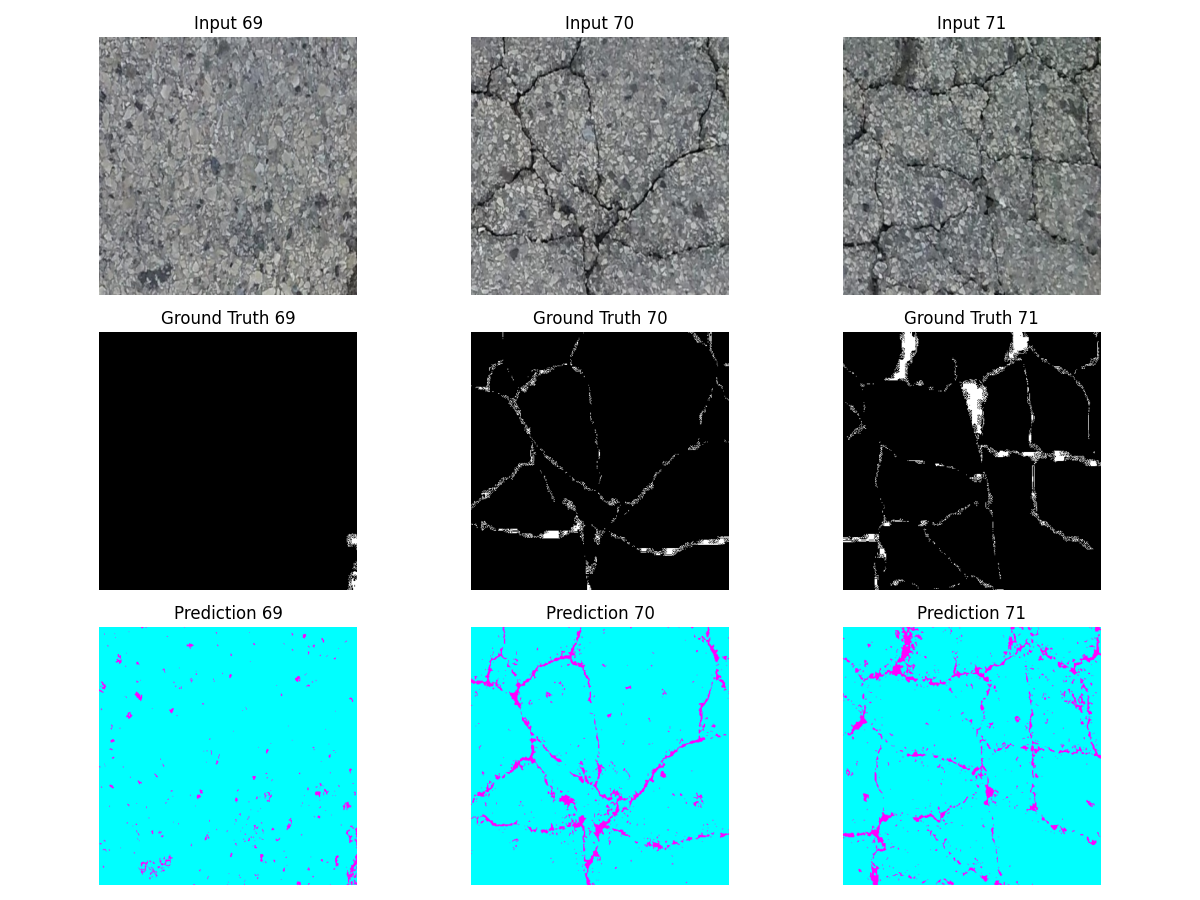 Input 69
Input 70
Input 71
Ground Truth 69
Ground Truth 70
Ground Truth 71
Prediction 69
Prediction 70
Prediction 71